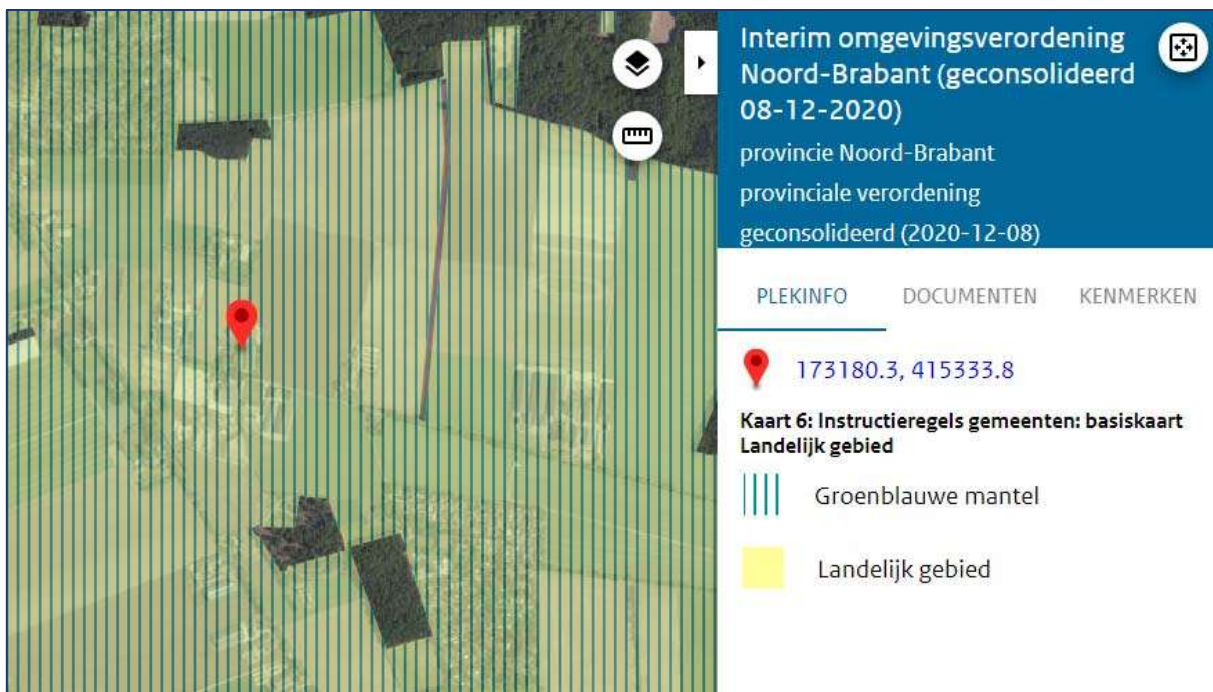 Interim omgevingsverordening
Noord-Brabant (geconsolideerd
08-12-2020)
provincie Noord-Brabant
provinciale verordening
geconsolideerd (2020-12-08)
PLEKINFO DOCUMENTEN KENMERKEN
173180.3, 415333.8
Kaart 6: Instructieregels gemeenten: basiskaart
Landelijk gebied
Groenblauwe mantel
Landelijk gebied